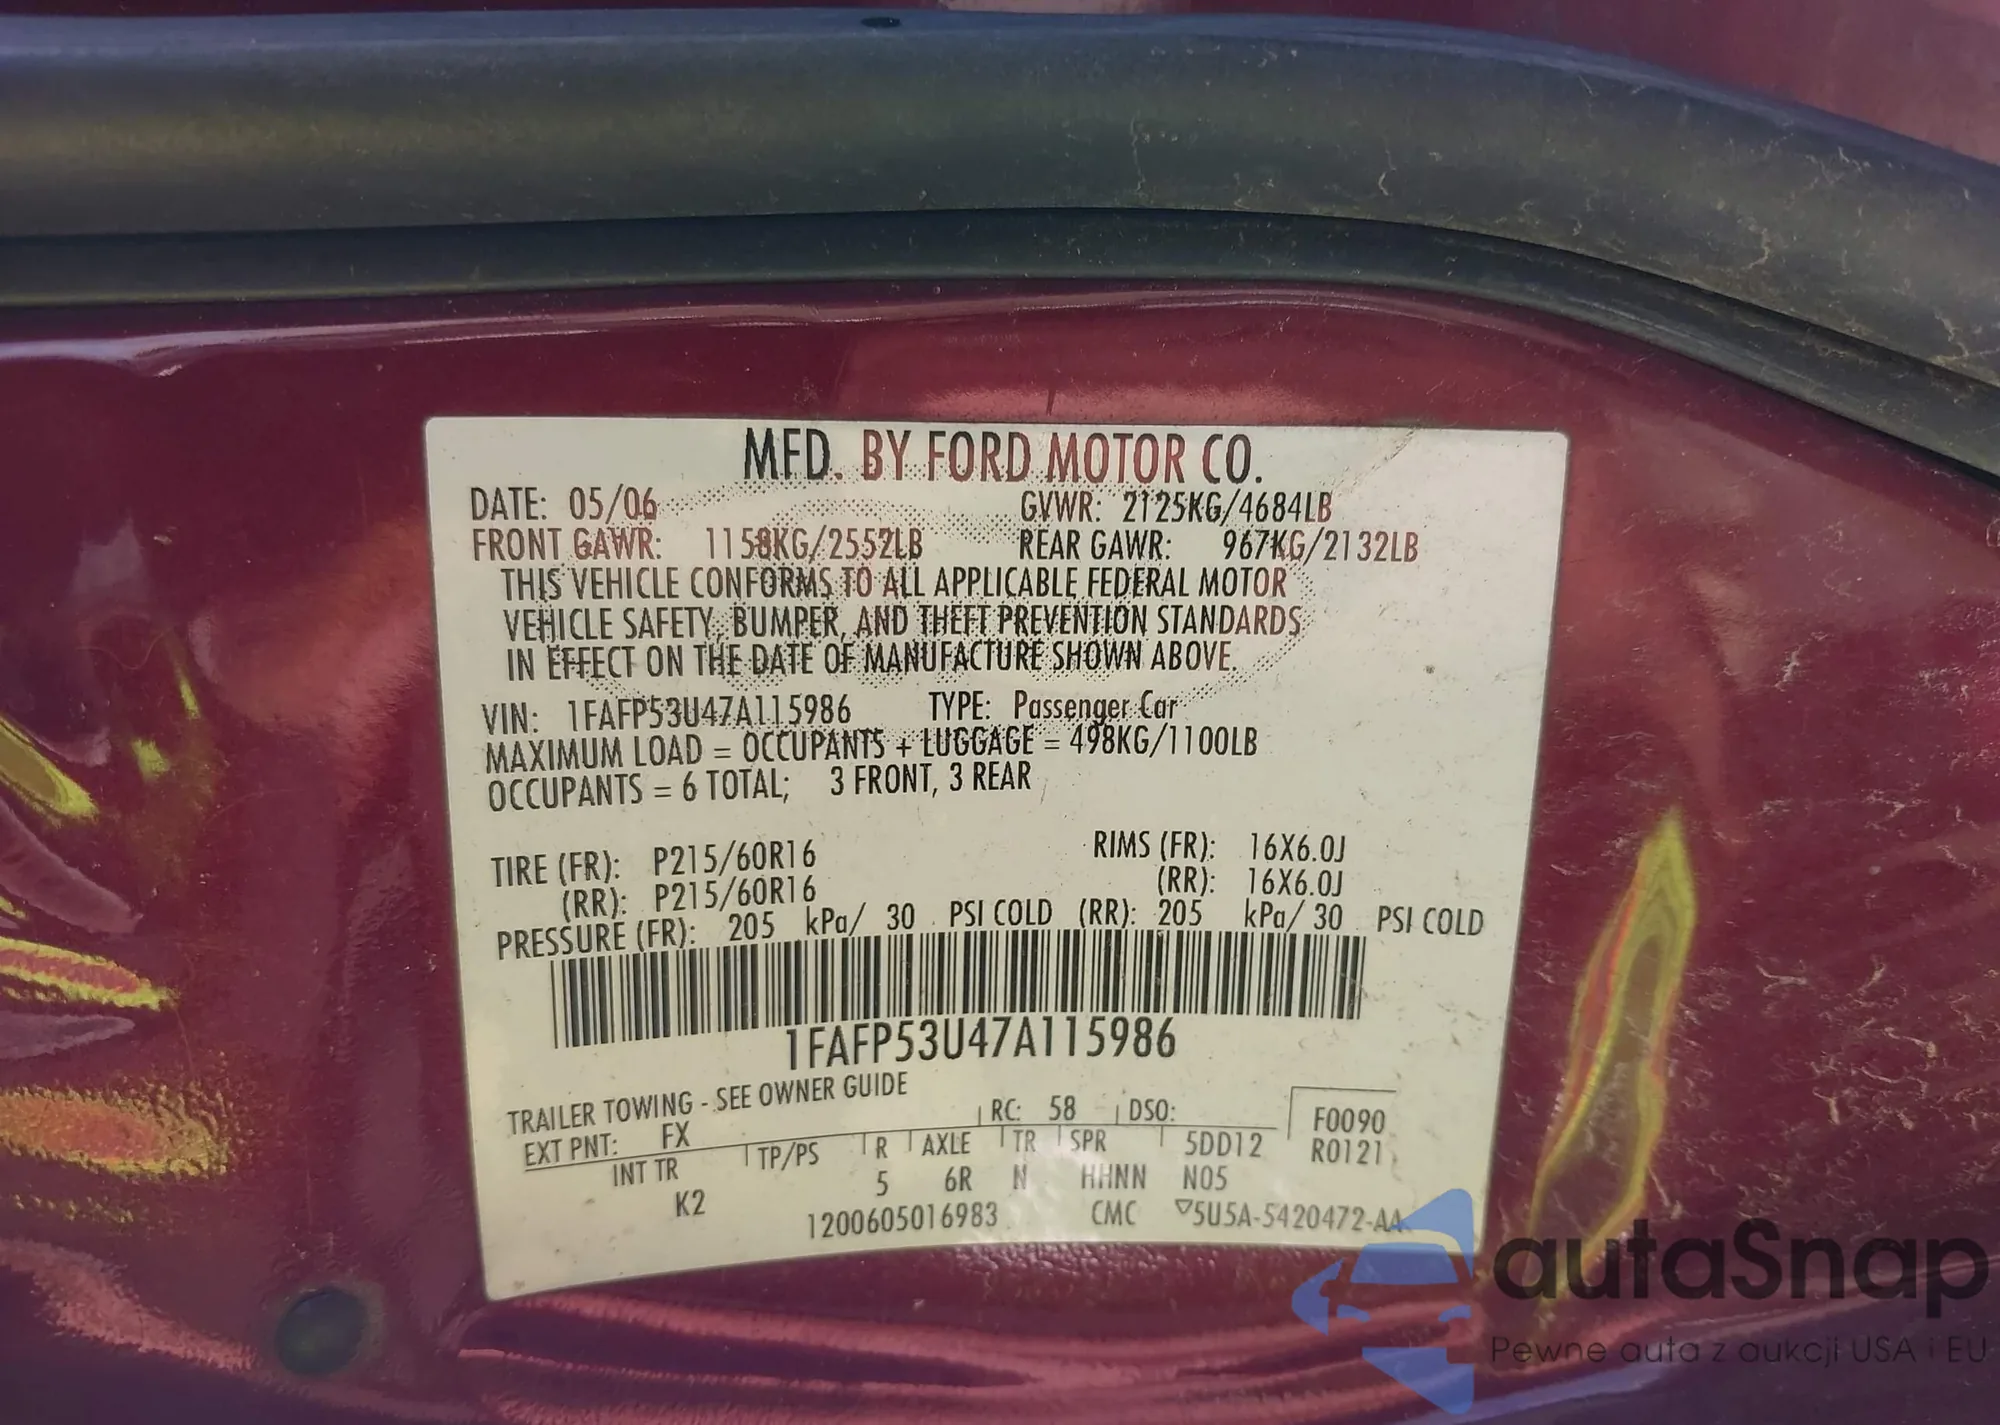 MFD. BY FORD MOTOR CO.
DATE: 05/06 GVWR: 2125KG/4684LB
FRONT GAWR: 1158KG/2552LB REAR GAWR: 967KG/2132LB
THIS VEHICLE CONFORMS TO ALL APPLICABLE FEDERAL MOTOR
VEHICLE SAFETY, BUMPER, AND THEFT PREVENTION STANDARDS
IN EFFECT ON THE DATE OF MANUFACTURE SHOWN ABOVE.
VIN: 1FAFP53U47A115986 TYPE: Passenger Car
MAXIMUM LOAD = OCCUPANTS + LUGGAGE = 498KG/1100LB
OCCUPANTS = 6 TOTAL; 3 FRONT, 3 REAR
TIRE (FR): P215/60R16 RIMS (FR): 16X6.0J
(RR): P215/60R16 (RR): 16X6.0J
PRESSURE (FR): 205 kPa/ 30 PSI COLD (RR): 205 kPa/ 30 PSI COLD
1FAFP53U47A115986
TRAILER TOWING - SEE OWNER GUIDE
RC: 58 DSO: F0090
EXT PNT: FX R0121
INT TR TP/PS R AXLE TR SPR 5DD12
K2 5 6R N HHNN N05
1200605016983 CMC ▽5U5A-5420472-AA
autaSnap
Pewne auta z aukcji USA i EU